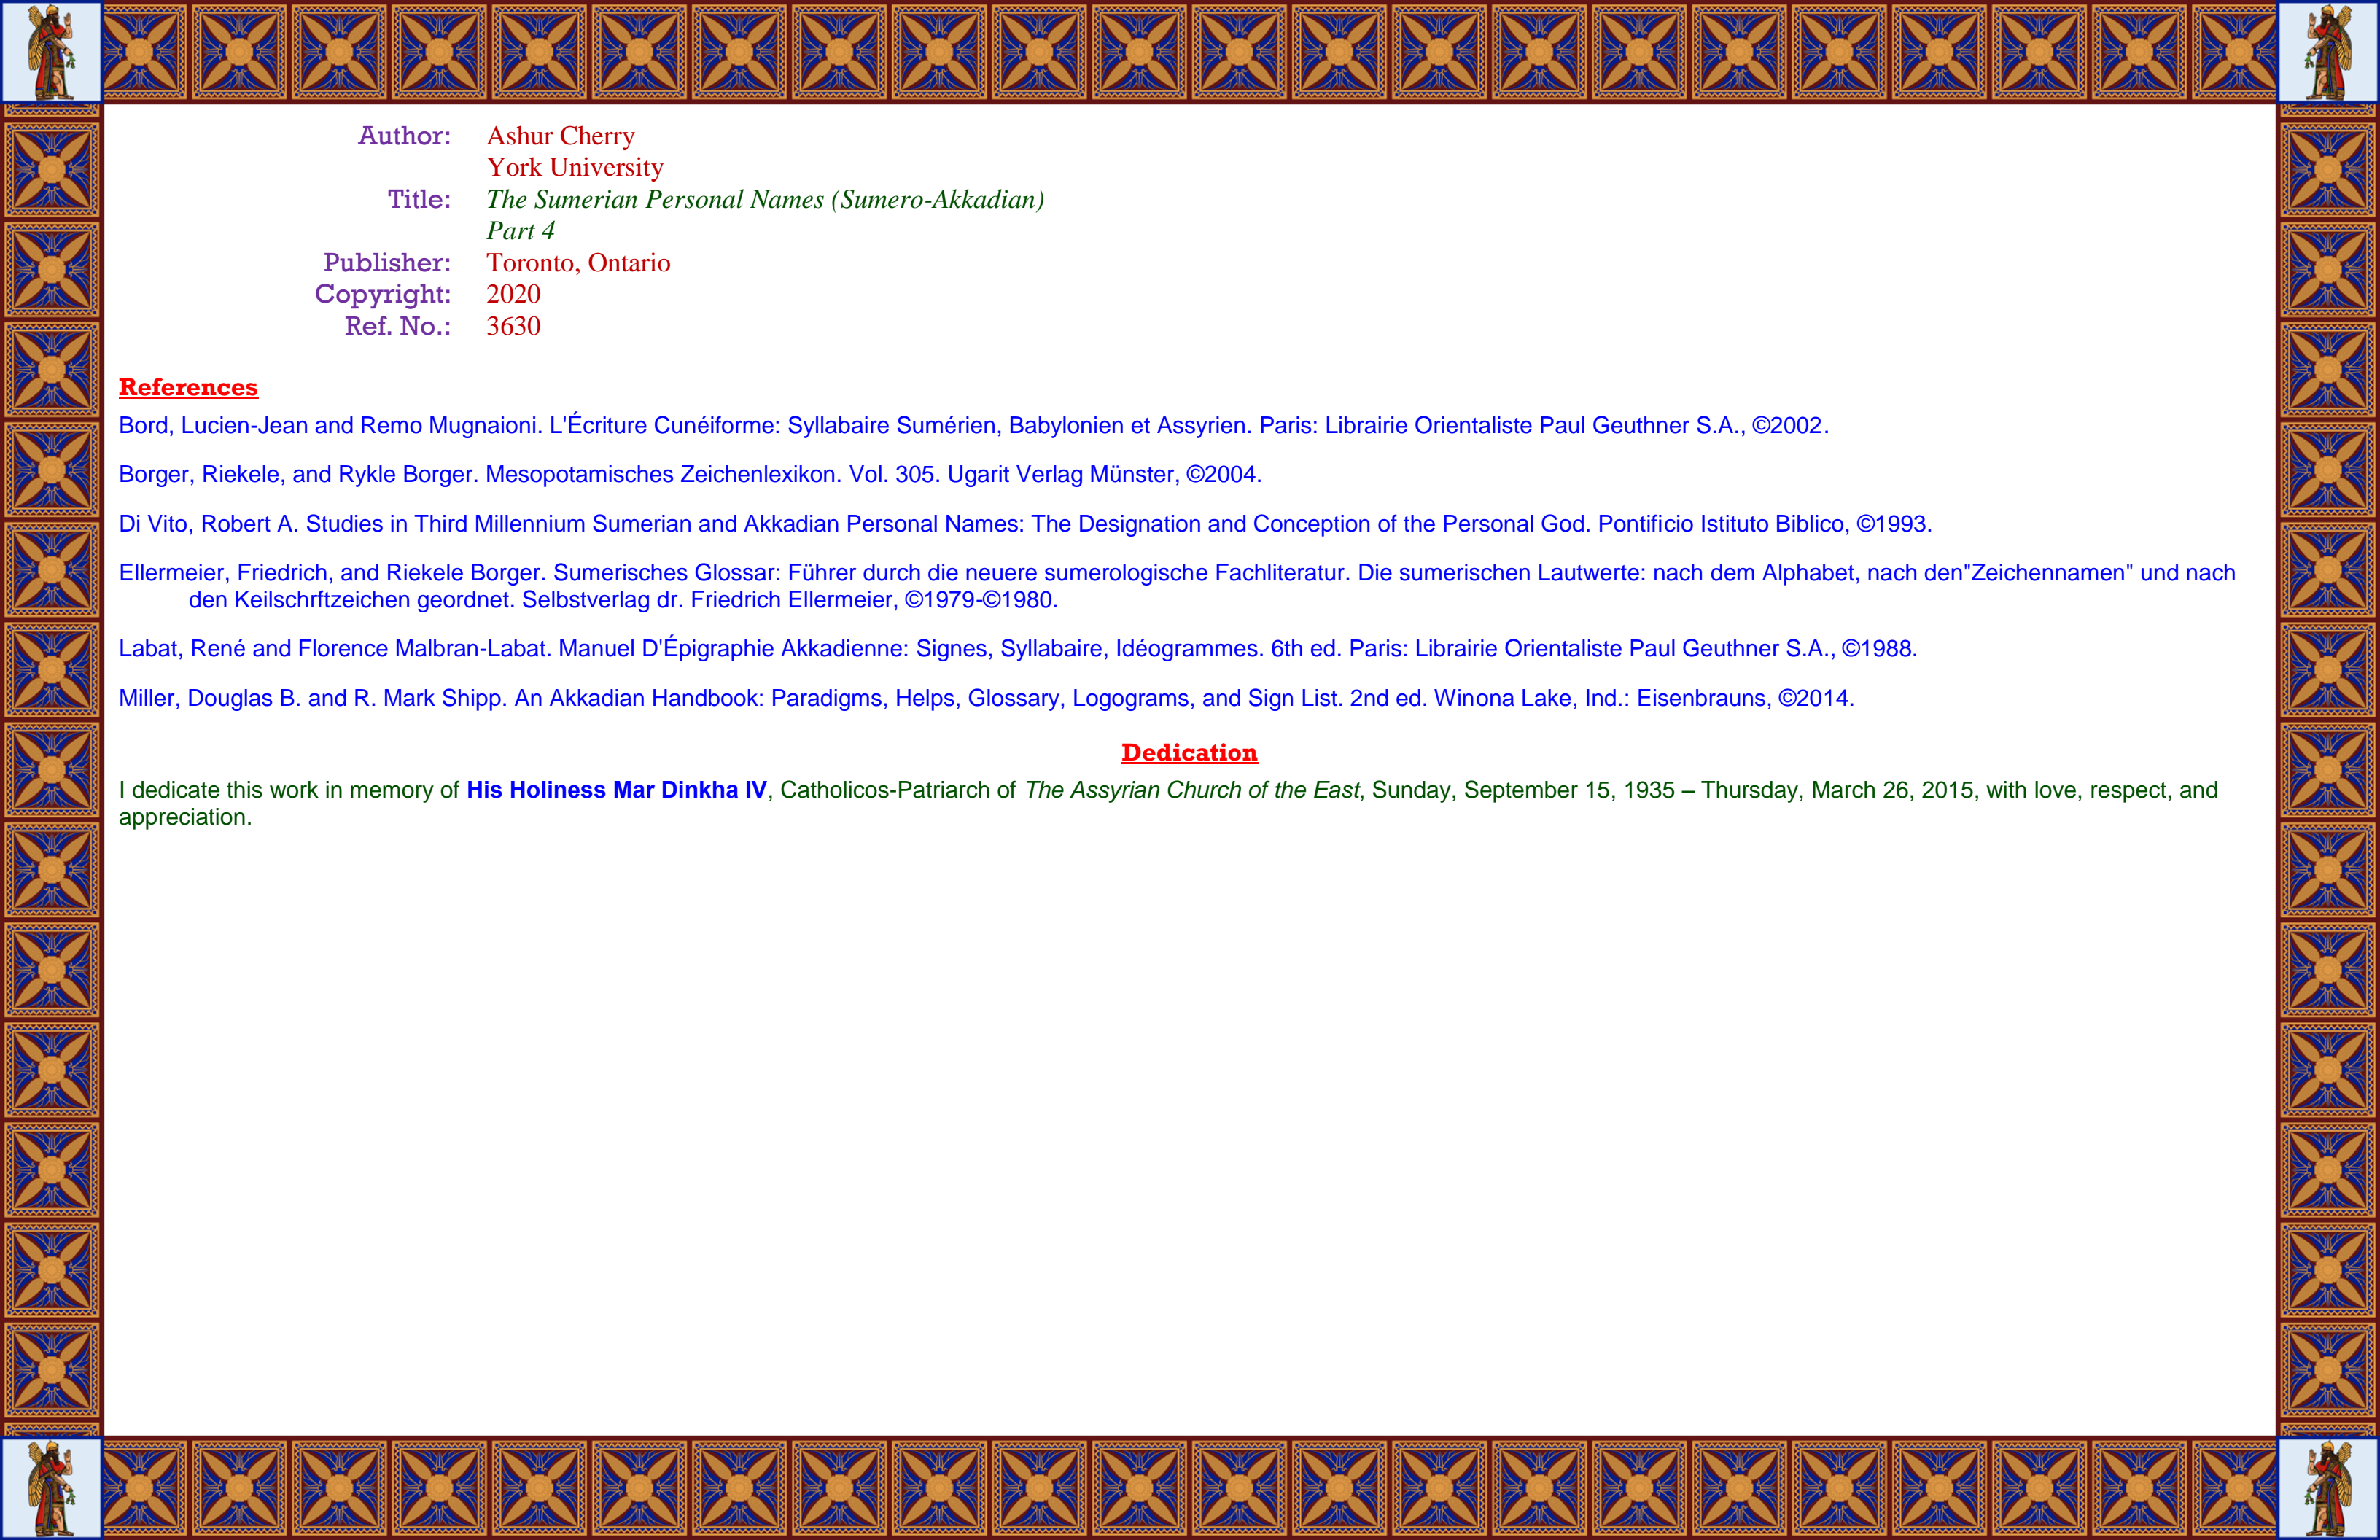 Author: Ashur Cherry
York University
Title: The Sumerian Personal Names (Sumero-Akkadian)
Part 4
Publisher: Toronto, Ontario
Copyright: 2020
Ref. No.: 3630
References
Bord, Lucien-Jean and Remo Mugnaioni. L'Écriture Cunéiforme: Syllabaire Sumérien, Babylonien et Assyrien. Paris: Librairie Orientaliste Paul Geuthner S.A., ©2002.
Borger, Riekele, and Rykle Borger. Mesopotamisches Zeichenlexikon. Vol. 305. Ugarit Verlag Münster, ©2004.
Di Vito, Robert A. Studies in Third Millennium Sumerian and Akkadian Personal Names: The Designation and Conception of the Personal God. Pontificio Istituto Biblico, ©1993.
Ellermeier, Friedrich, and Riekele Borger. Sumerisches Glossar: Führer durch die neuere sumerologische Fachliteratur. Die sumerischen Lautwerte: nach dem Alphabet, nach den"Zeichennamen" und nach
den Keilschrftzeichen geordnet. Selbstverlag dr. Friedrich Ellermeier, ©1979-©1980.
Labat, René and Florence Malbran-Labat. Manuel D'Épigraphie Akkadienne: Signes, Syllabaire, Idéogrammes. 6th ed. Paris: Librairie Orientaliste Paul Geuthner S.A., ©1988.
Miller, Douglas B. and R. Mark Shipp. An Akkadian Handbook: Paradigms, Helps, Glossary, Logograms, and Sign List. 2nd ed. Winona Lake, Ind.: Eisenbrauns, ©2014.
Dedication
I dedicate this work in memory of His Holiness Mar Dinkha IV, Catholicos-Patriarch of The Assyrian Church of the East, Sunday, September 15, 1935 – Thursday, March 26, 2015, with love, respect, and
appreciation.